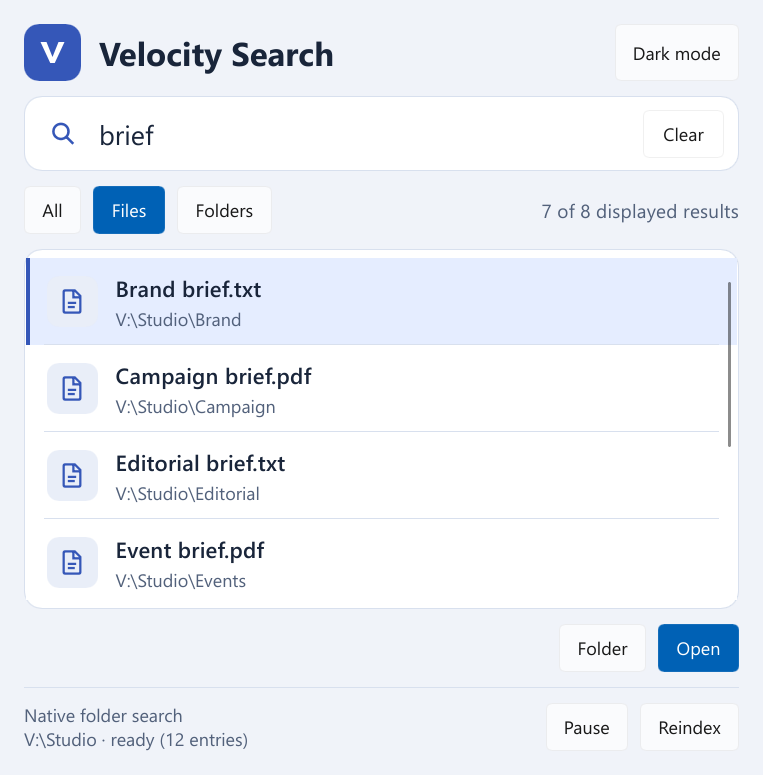 V Velocity Search Dark mode
brief Clear
All Files Folders 7 of 8 displayed results
Brand brief.txt
V:\Studio\Brand
Campaign brief.pdf
V:\Studio\Campaign
Editorial brief.txt
V:\Studio\Editorial
Event brief.pdf
V:\Studio\Events
Folder Open
Native folder search
V:\Studio · ready (12 entries)
Pause Reindex